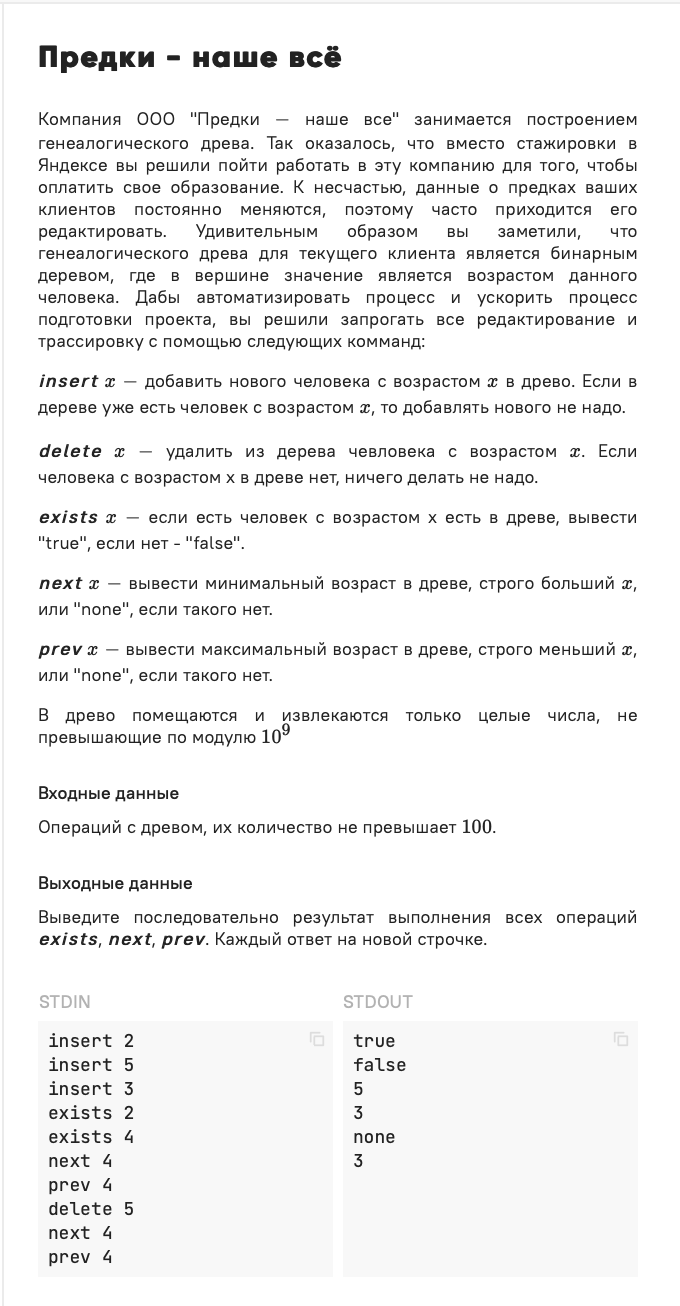 Предки – наше всё
Компания ООО "Предки — наше все" занимается построением
генеалогического древа. Так оказалось, что вместо стажировки в
Яндексе вы решили пойти работать в эту компанию для того, чтобы
оплатить свое образование. К несчастью, данные о предках ваших
клиентов постоянно меняются, поэтому часто приходится его
редактировать. Удивительным образом вы заметили, что
генеалогического древа для текущего клиента является бинарным
деревом, где в вершине значение является возрастом данного
человека. Дабы автоматизировать процесс и ускорить процесс
подготовки проекта, вы решили запрогать все редактирование и
трассировку с помощью следующих комманд:
insert x — добавить нового человека с возрастом x в древо. Если в
дереве уже есть человек с возрастом x, то добавлять нового не надо.
delete x — удалить из дерева чевловека с возрастом x. Если
человека с возрастом х в древе нет, ничего делать не надо.
exists x — если есть человек с возрастом х есть в древе, вывести
"true", если нет - "false".
next x — вывести минимальный возраст в древе, строго больший x,
или "none", если такого нет.
prev x — вывести максимальный возраст в древе, строго меньший x,
или "none", если такого нет.
В древо помещаются и извлекаются только целые числа, не
превышающие по модулю 10⁹
Входные данные
Операций с древом, их количество не превышает 100.
Выходные данные
Выведите последовательно результат выполнения всех операций
exists, next, prev. Каждый ответ на новой строчке.
STDIN
insert 2
insert 5
insert 3
exists 2
exists 4
next 4
prev 4
delete 5
next 4
prev 4
STDOUT
true
false
5
3
none
3